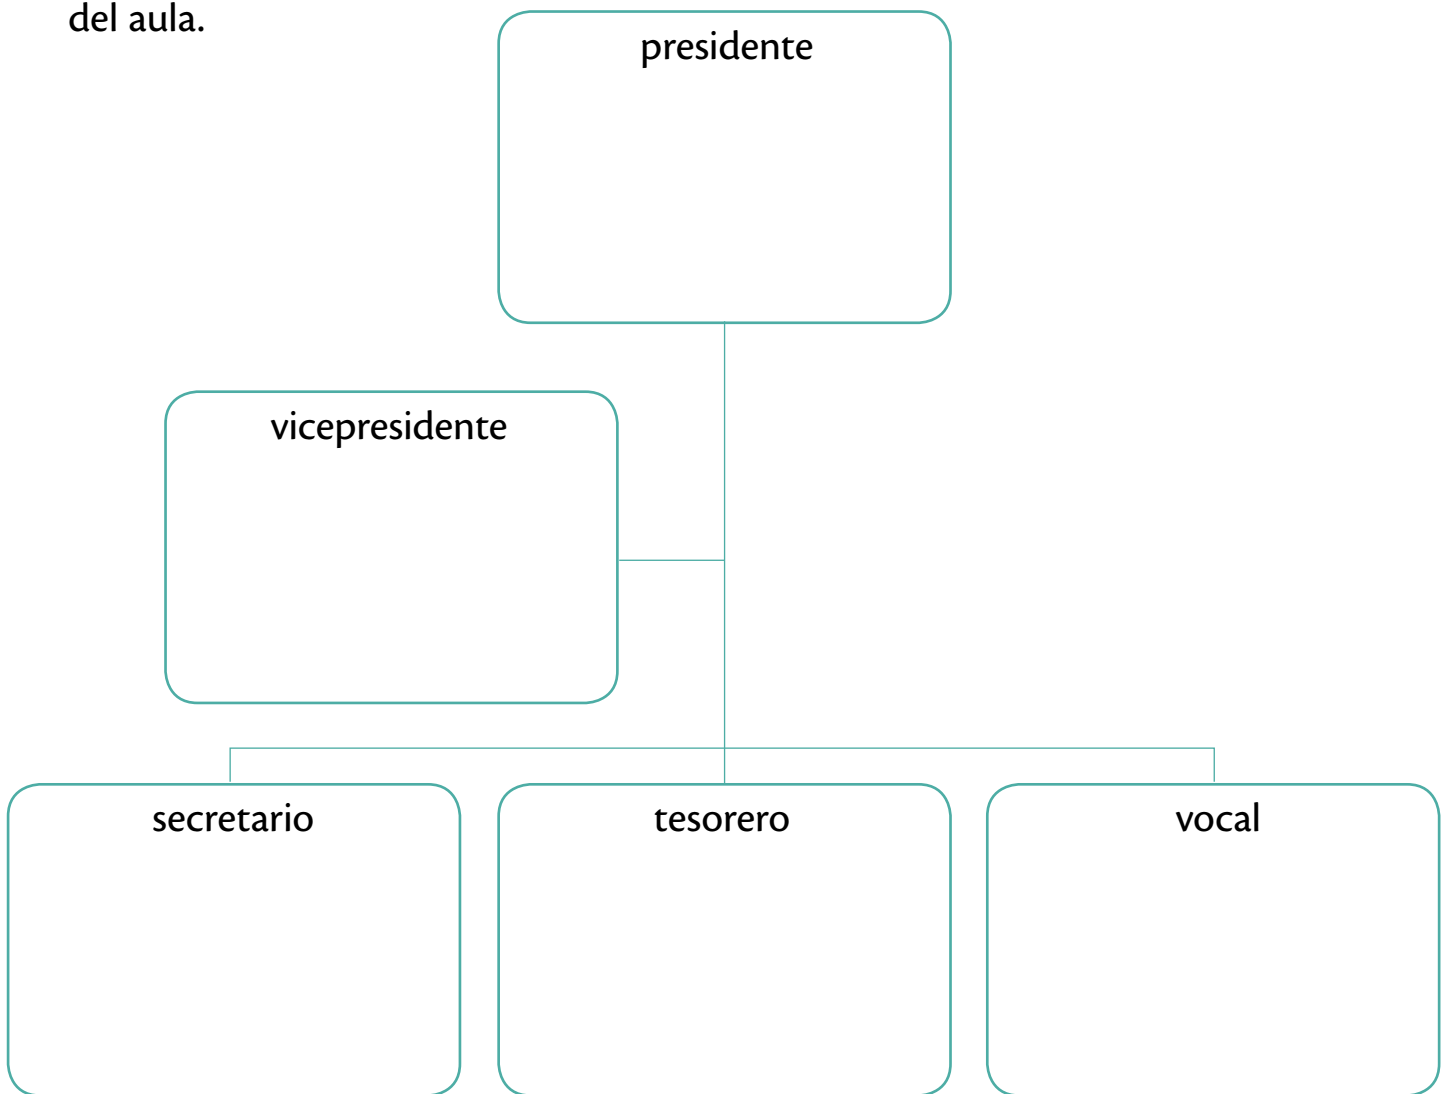 del aula.
presidente
vicepresidente
secretario
tesorero
vocal